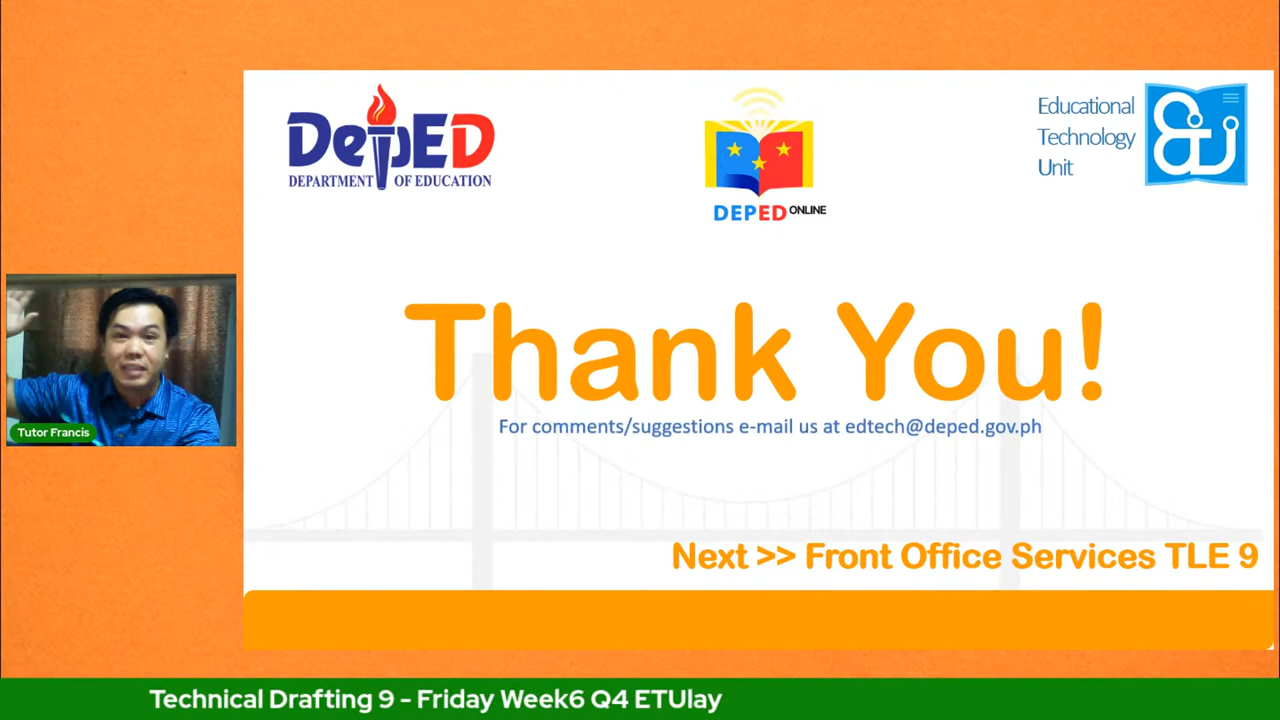 DepED
DEPARTMENT OF EDUCATION
DEPED ONLINE
Educational
Technology
Unit
Thank You!
For comments/suggestions e-mail us at edtech@deped.gov.ph
Next >> Front Office Services TLE 9
Tutor Francis
Technical Drafting 9 - Friday Week6 Q4 ETUlay